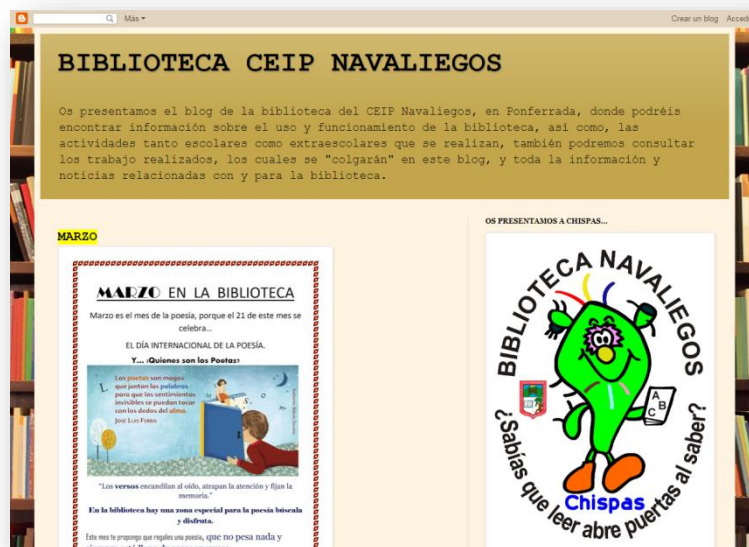 Más
Crear un blog Acced
BIBLIOTECA CEIP NAVALIEGOS
Os presentamos el blog de la biblioteca del CEIP Navaliegos, en Ponferrada, donde podréis
encontrar información sobre el uso y funcionamiento de la biblioteca, así como, las
actividades tanto escolares como extraescolares que se realizan, también podremos consultar
los trabajo realizados, los cuales se "colgarán" en este blog, y toda la información y
noticias relacionadas con y para la biblioteca.
MARZO
MARZO EN LA BIBLIOTECA
Marzo es el mes de la poesía, porque el 21 de este mes se
celebra...
EL DÍA INTERNACIONAL DE LA POESÍA.
Y... ¿Quienes son los Poetas?
Los poetas son magos
que juntan las palabras
para que los sentimientos
invisibles se puedan tocar
con los dedos del alma.
José Luis Ferris
"Los versos encandilan al oído, atrapan la atención y fijan la
memoria."
En la biblioteca hay una zona especial para la poesía búscala
y disfruta.
Este mes te propongo que regales una poesía, que no pesa nada y
OS PRESENTAMOS A CHISPAS...
BIBLIOTECA NAVALIEGOS
A
B
C
Chispas
¿Sabías que leer abre puertas al saber?